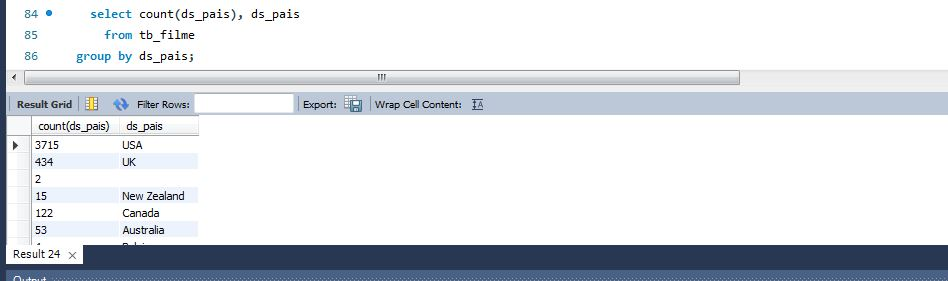 84 select count(ds_pais), ds_pais
85 from tb_filme
86 group by ds_pais;
Result Grid Filter Rows: Export: Wrap Cell Content:
count(ds_pais) ds_pais
3715 USA
434 UK
2
15 New Zealand
122 Canada
53 Australia
Result 24 ×
Output